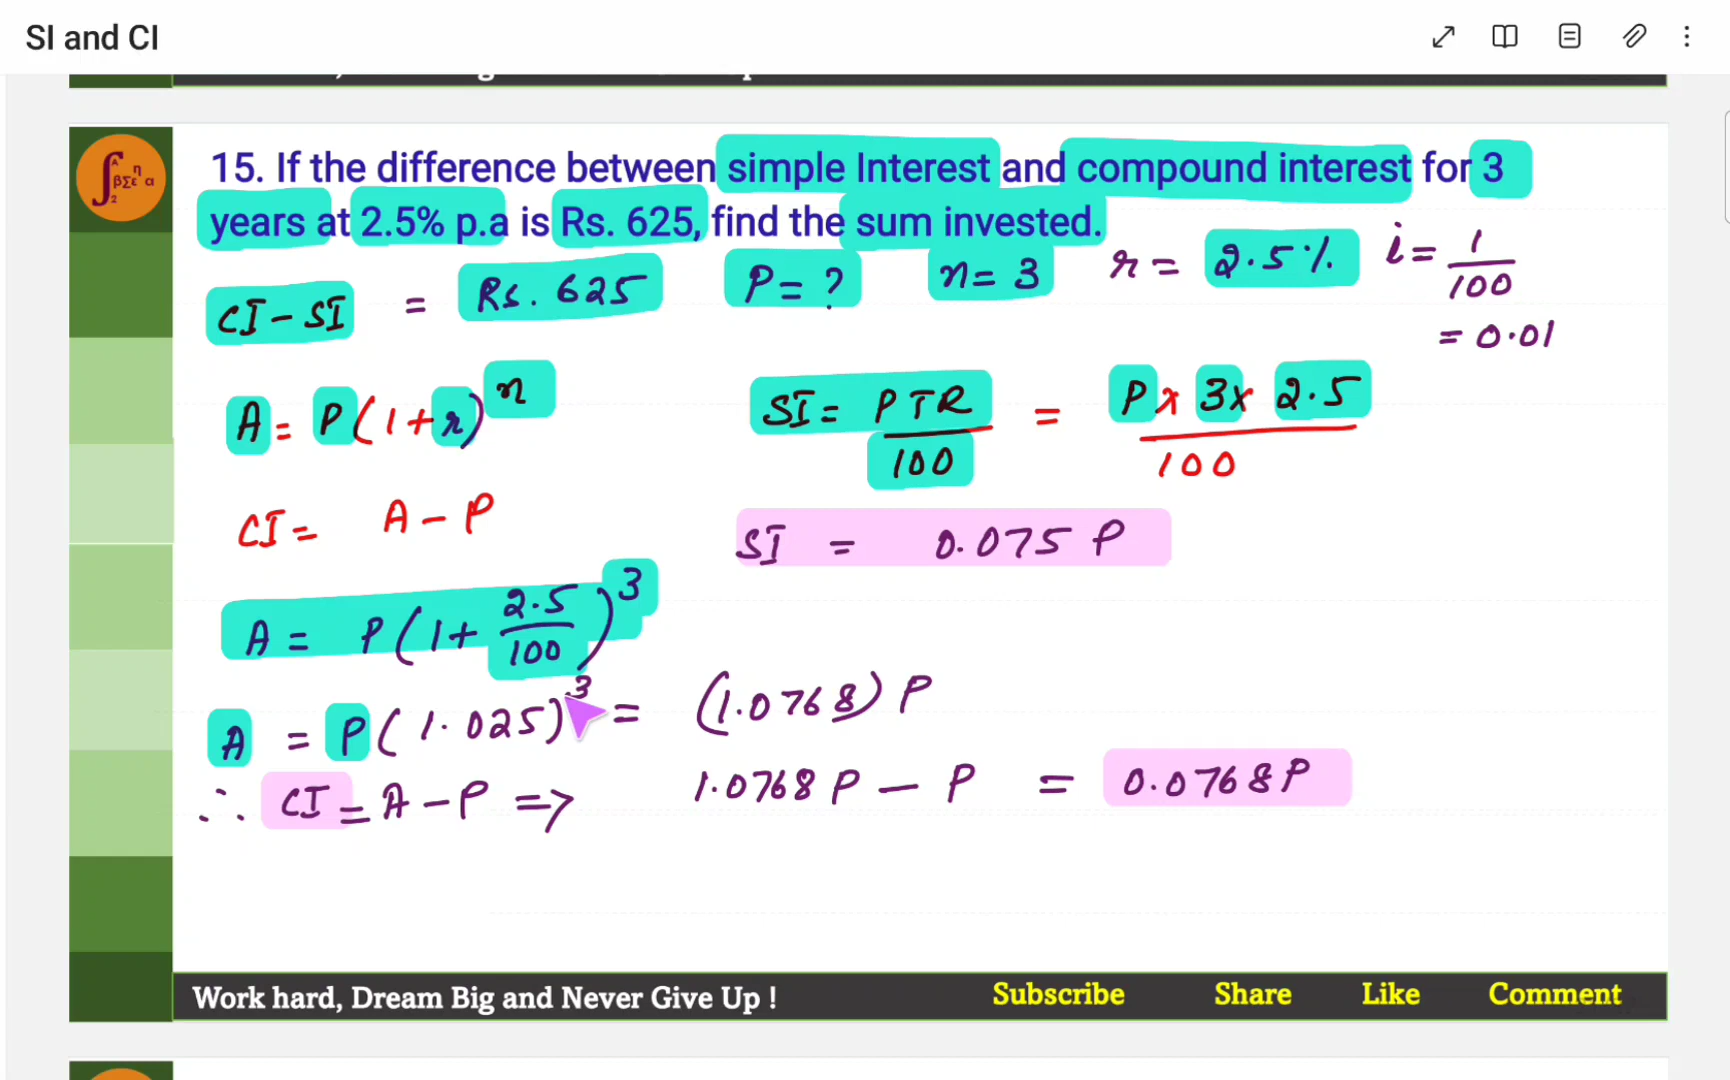 SI and CI
15. If the difference between simple Interest and compound interest for 3
years at 2.5% p.a is Rs. 625, find the sum invested.
CI - SI = Rs. 625 P = ? n = 3 r = 2.5% i = 1/100
= 0.01
A = P(1+r)^n SI = PTR/100 = P x 3 x 2.5/100
CI = A - P SI = 0.075 P
A = P(1 + 2.5/100)^3
A = P(1.025)^3 = (1.0768) P
∴ CI = A - P => 1.0768 P - P = 0.0768 P
Work hard, Dream Big and Never Give Up ! Subscribe Share Like Comment